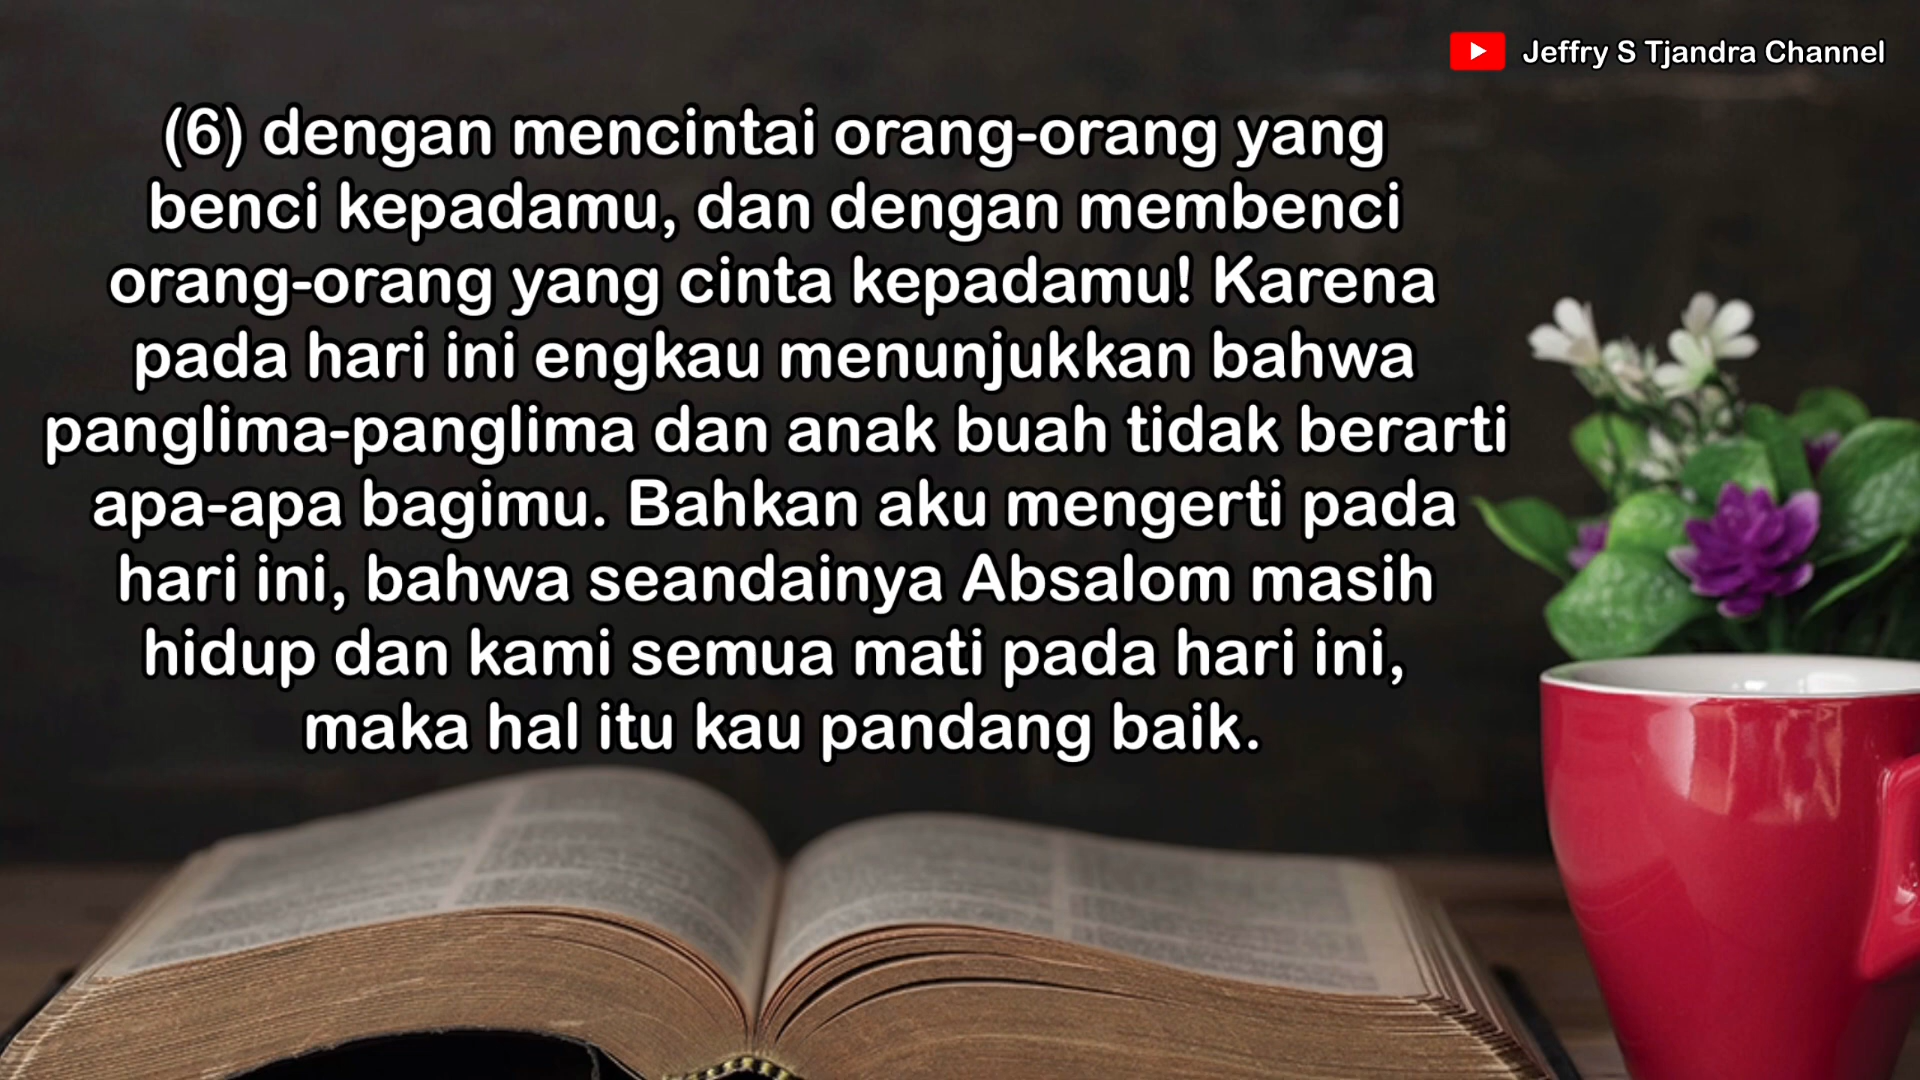 Jeffry S Tjandra Channel
(6) dengan mencintai orang-orang yang
benci kepadamu, dan dengan membenci
orang-orang yang cinta kepadamu! Karena
pada hari ini engkau menunjukkan bahwa
panglima-panglima dan anak buah tidak berarti
apa-apa bagimu. Bahkan aku mengerti pada
hari ini, bahwa seandainya Absalom masih
hidup dan kami semua mati pada hari ini,
maka hal itu kau pandang baik.